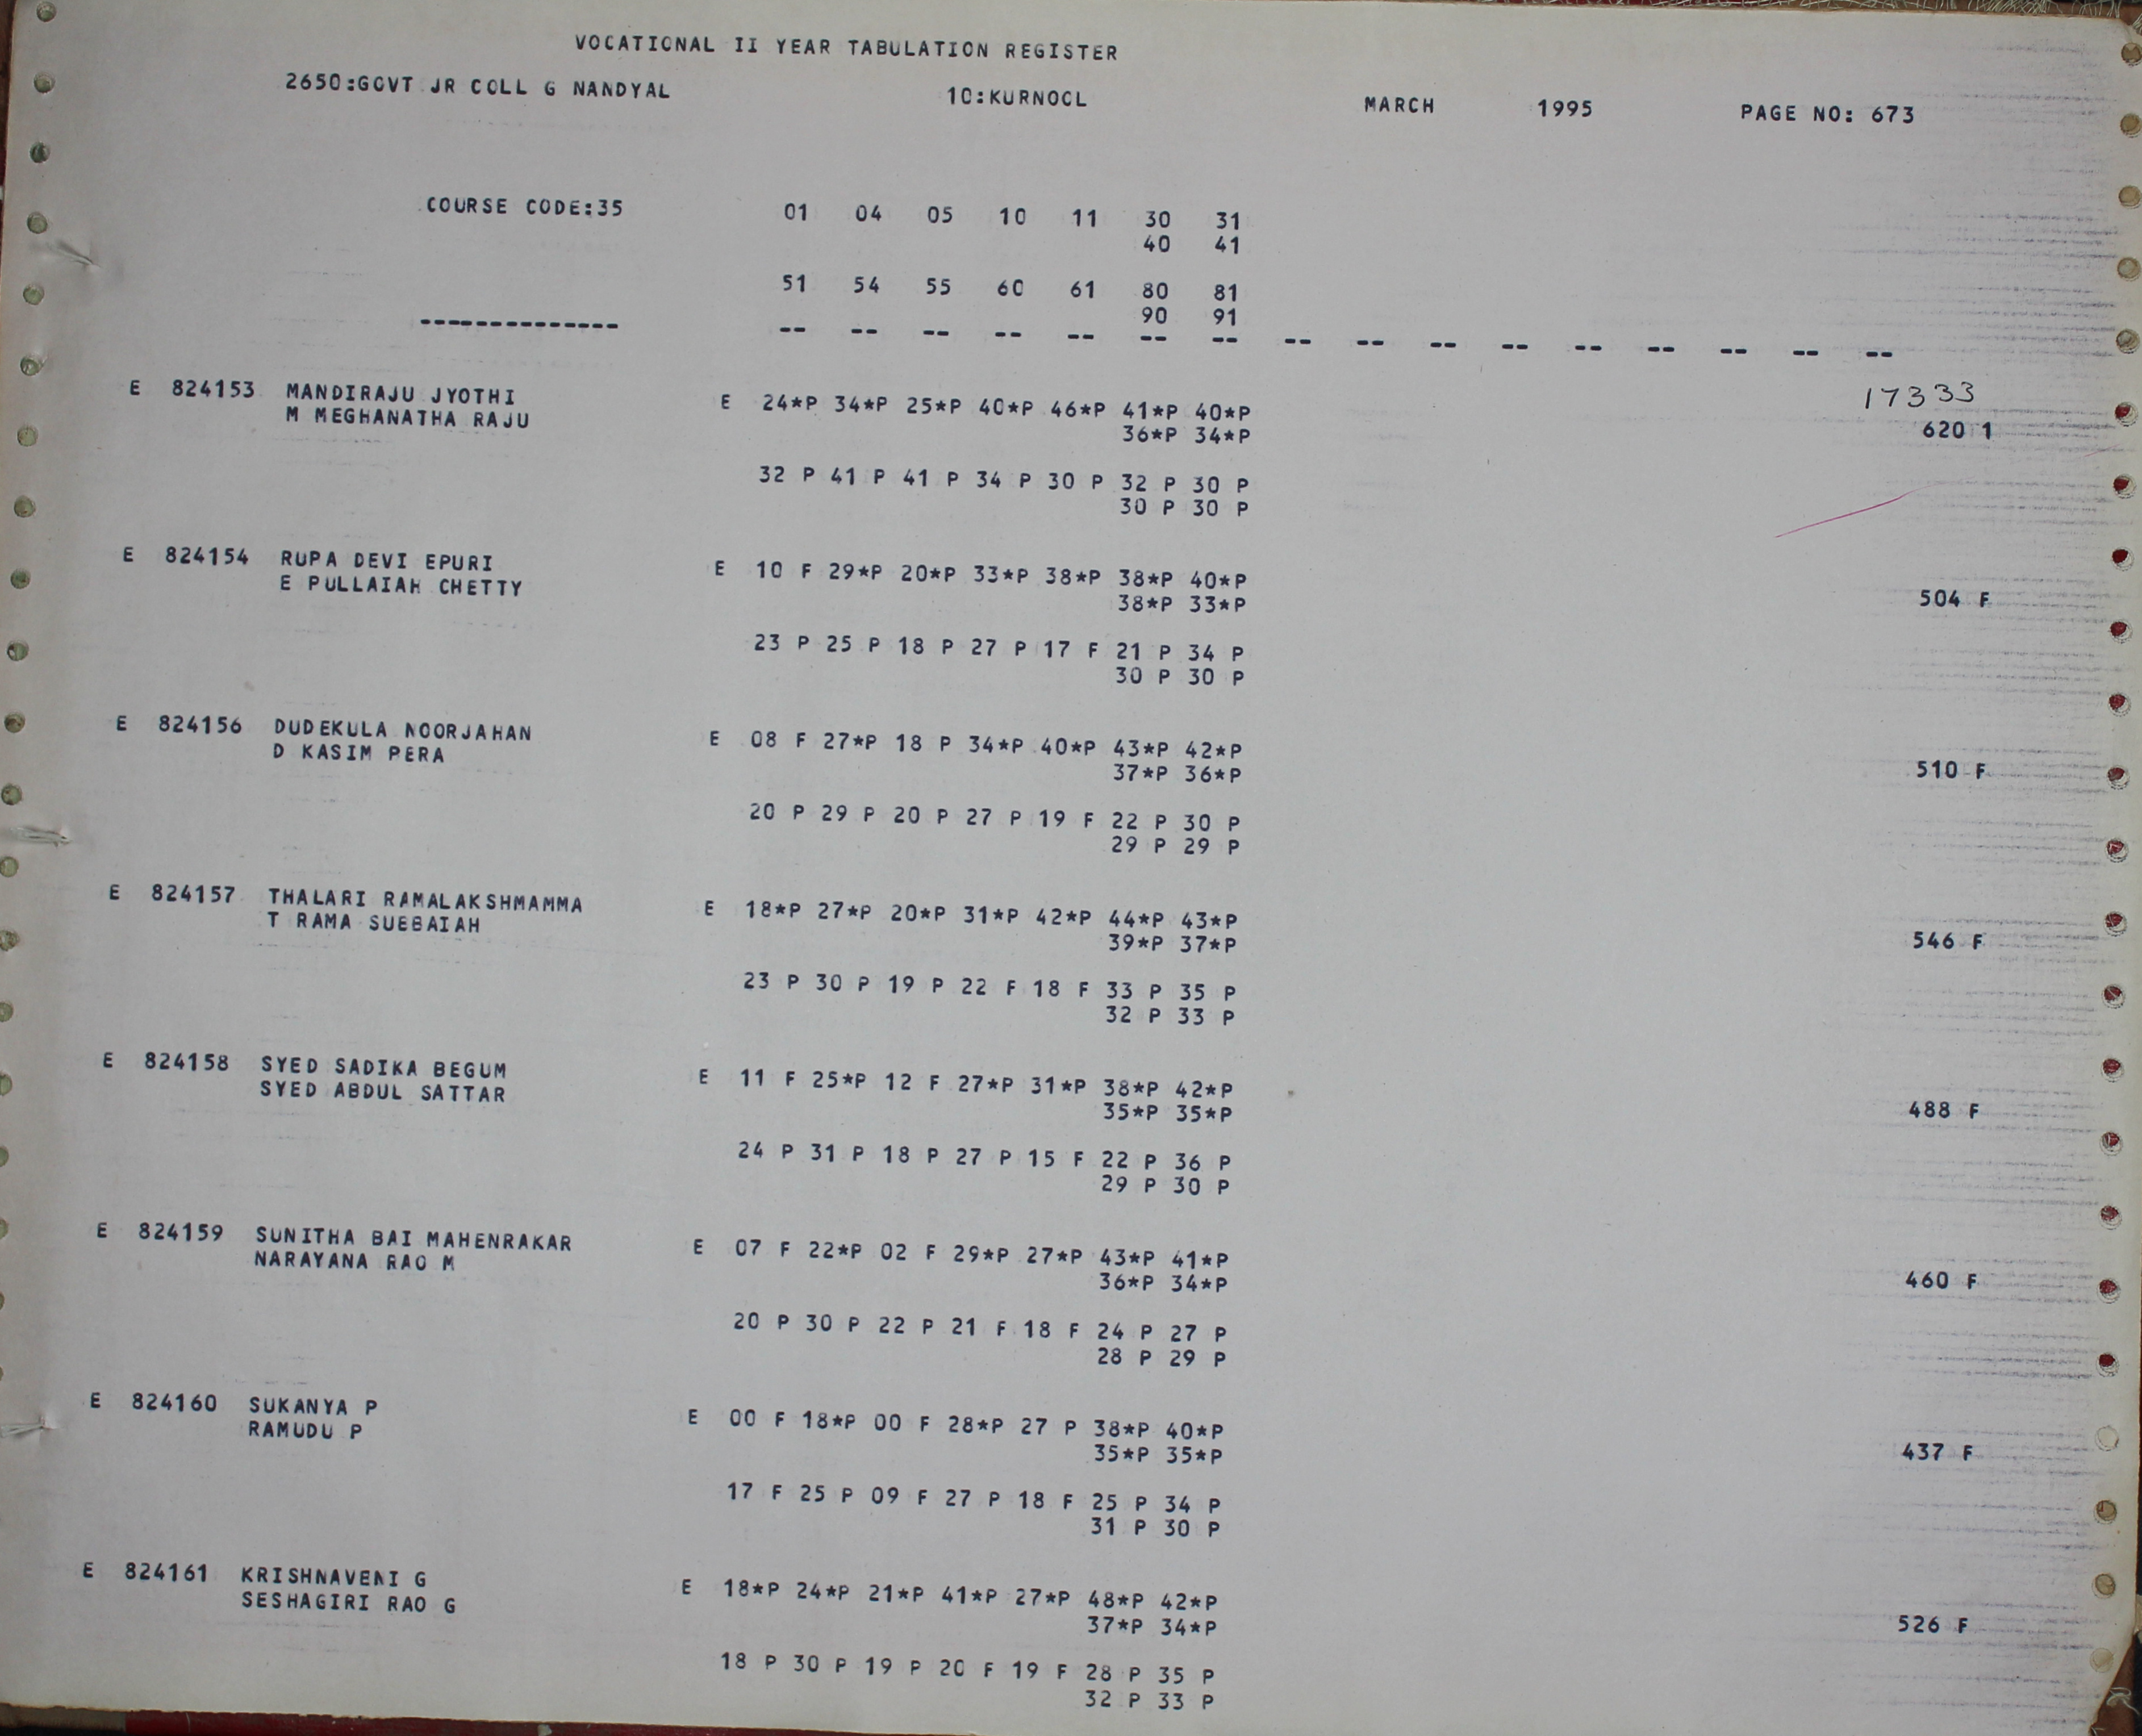 VOCATIONAL II YEAR TABULATION REGISTER
2650:GOVT JR COLL G NANDYAL 10:KURNOOL MARCH 1995 PAGE NO: 673
COURSE CODE:35 01 04 05 10 11 30 31
40 41
51 54 55 60 61 80 81
90 91
-------------- -- -- -- -- -- -- -- -- -- -- -- -- -- -- -- --
E 824153 MANDIRAJU JYOTHI E 24*P 34*P 25*P 40*P 46*P 41*P 40*P 17333
M MEGHANATHA RAJU 36*P 34*P 620 1
32 P 41 P 41 P 34 P 30 P 32 P 30 P
30 P 30 P
E 824154 RUPA DEVI EPURI E 10 F 29*P 20*P 33*P 38*P 38*P 40*P
E PULLAIAH CHETTY 38*P 33*P 504 F
23 P 25 P 18 P 27 P 17 F 21 P 34 P
30 P 30 P
E 824156 DUDEKULA NOORJAHAN E 08 F 27*P 18 P 34*P 40*P 43*P 42*P
D KASIM PERA 37*P 36*P 510 F
20 P 29 P 20 P 27 P 19 F 22 P 30 P
29 P 29 P
E 824157 THALARI RAMALAKSHMAMMA E 18*P 27*P 20*P 31*P 42*P 44*P 43*P
T RAMA SUBBAIAH 39*P 37*P 546 F
23 P 30 P 19 P 22 F 18 F 33 P 35 P
32 P 33 P
E 824158 SYED SADIKA BEGUM E 11 F 25*P 12 F 27*P 31*P 38*P 42*P
SYED ABDUL SATTAR 35*P 35*P 488 F
24 P 31 P 18 P 27 P 15 F 22 P 36 P
29 P 30 P
E 824159 SUNITHA BAI MAHENRAKAR E 07 F 22*P 02 F 29*P 27*P 43*P 41*P
NARAYANA RAO M 36*P 34*P 460 F
20 P 30 P 22 P 21 F 18 F 24 P 27 P
28 P 29 P
E 824160 SUKANYA P E 00 F 18*P 00 F 28*P 27 P 38*P 40*P
RAMUDU P 35*P 35*P 437 F
17 F 25 P 09 F 27 P 18 F 25 P 34 P
31 P 30 P
E 824161 KRISHNAVENI G E 18*P 24*P 21*P 41*P 27*P 48*P 42*P
SESHAGIRI RAO G 37*P 34*P 526 F
18 P 30 P 19 P 20 F 19 F 28 P 35 P
32 P 33 P